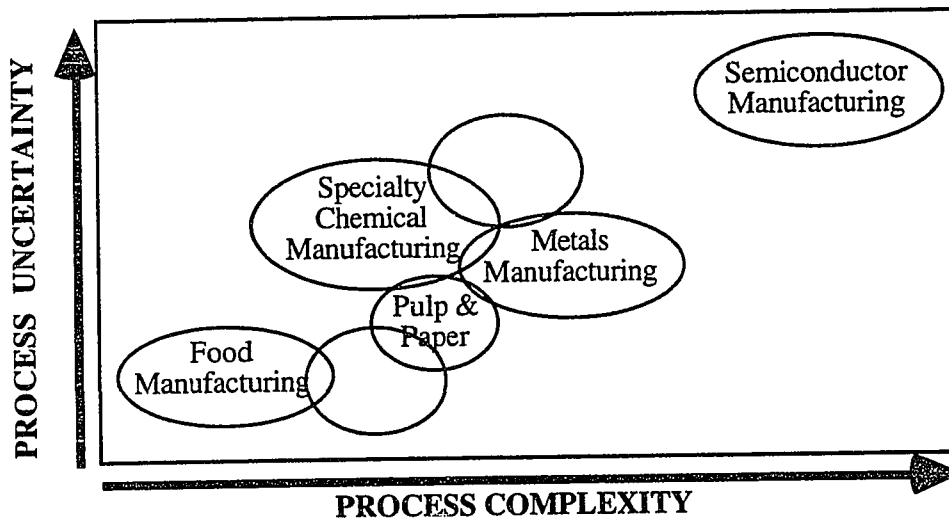 PROCESS UNCERTAINTY
Semiconductor
Manufacturing
Specialty
Chemical
Manufacturing
Metals
Manufacturing
Pulp &
Paper
Food
Manufacturing
PROCESS COMPLEXITY